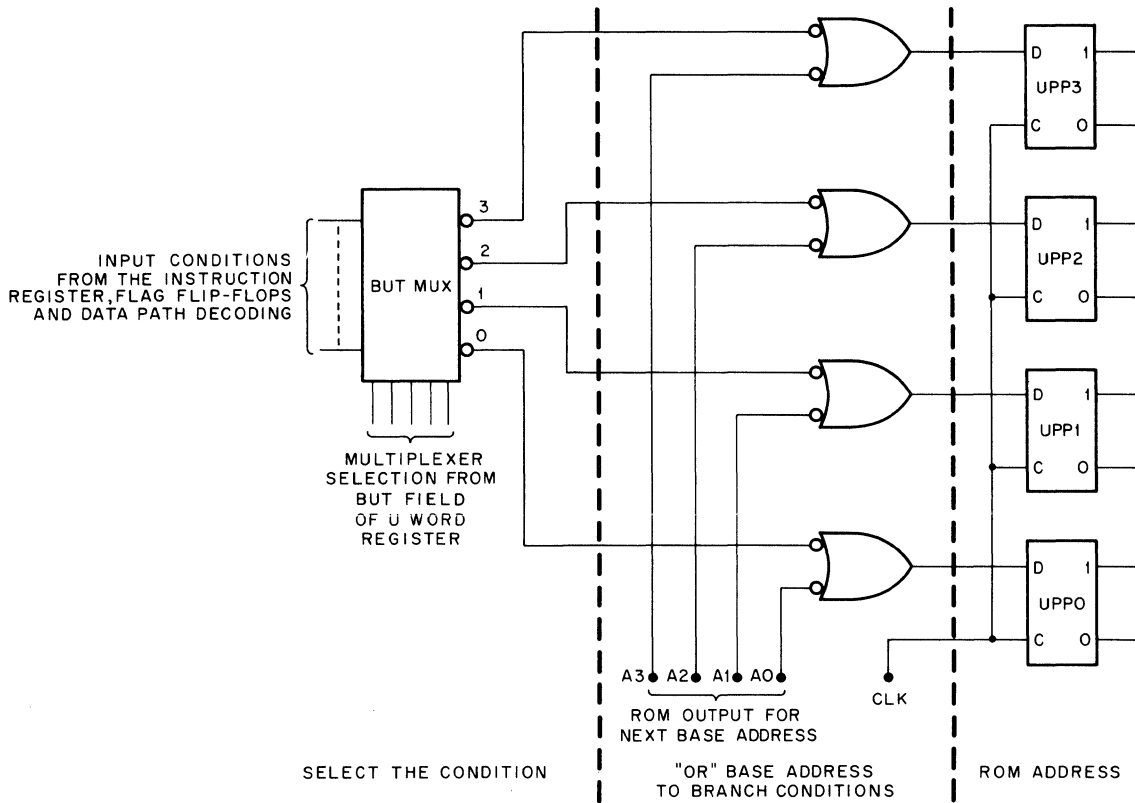 D 1
UPP3
C 0
3
2
D 1
UPP2
C 0
INPUT CONDITIONS
FROM THE INSTRUCTION
REGISTER, FLAG FLIP-FLOPS
AND DATA PATH DECODING
BUT MUX
1
0
D 1
UPP1
C 0
MULTIPLEXER
SELECTION FROM
BUT FIELD
OF U WORD
REGISTER
D 1
UPP0
C 0
A3 A2 A1 A0
CLK
ROM OUTPUT FOR
NEXT BASE ADDRESS
SELECT THE CONDITION
"OR" BASE ADDRESS
TO BRANCH CONDITIONS
ROM ADDRESS